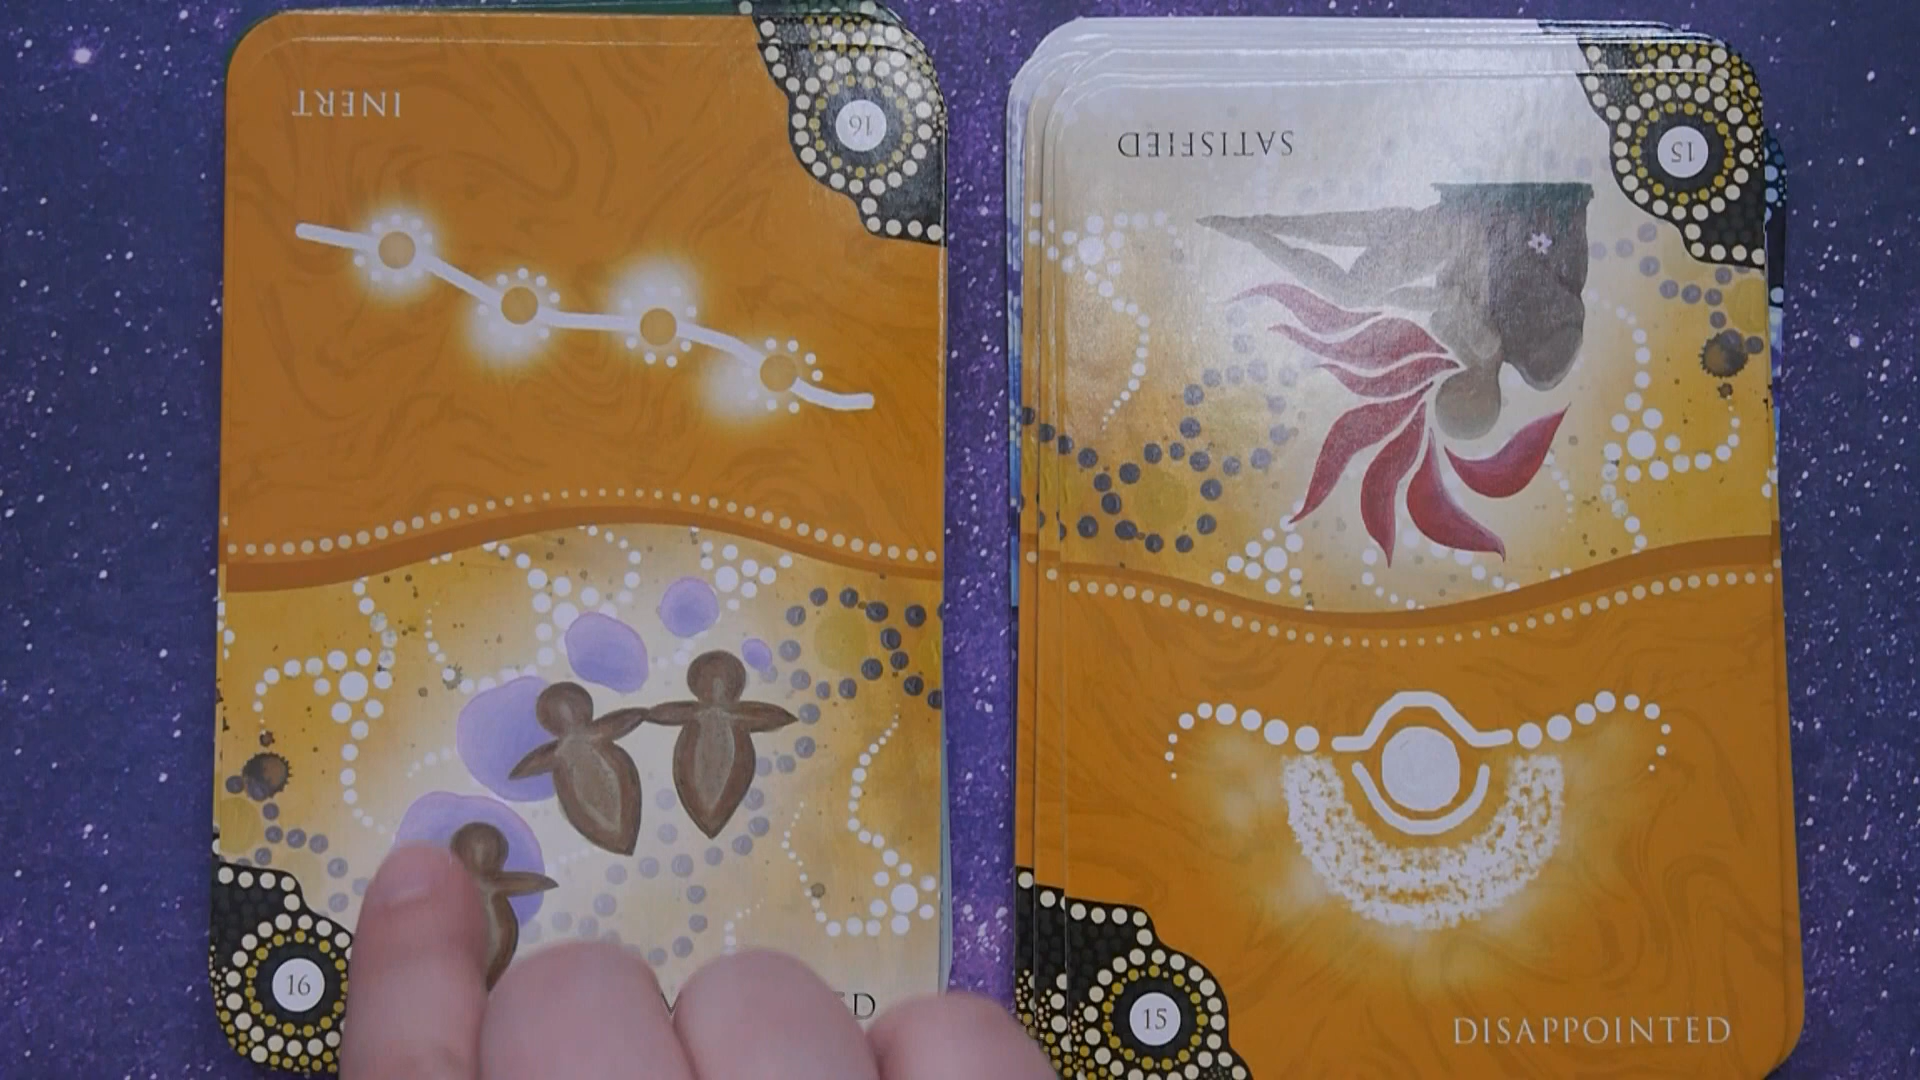 INERT
16
16
SATISFIED
15
15
DISAPPOINTED